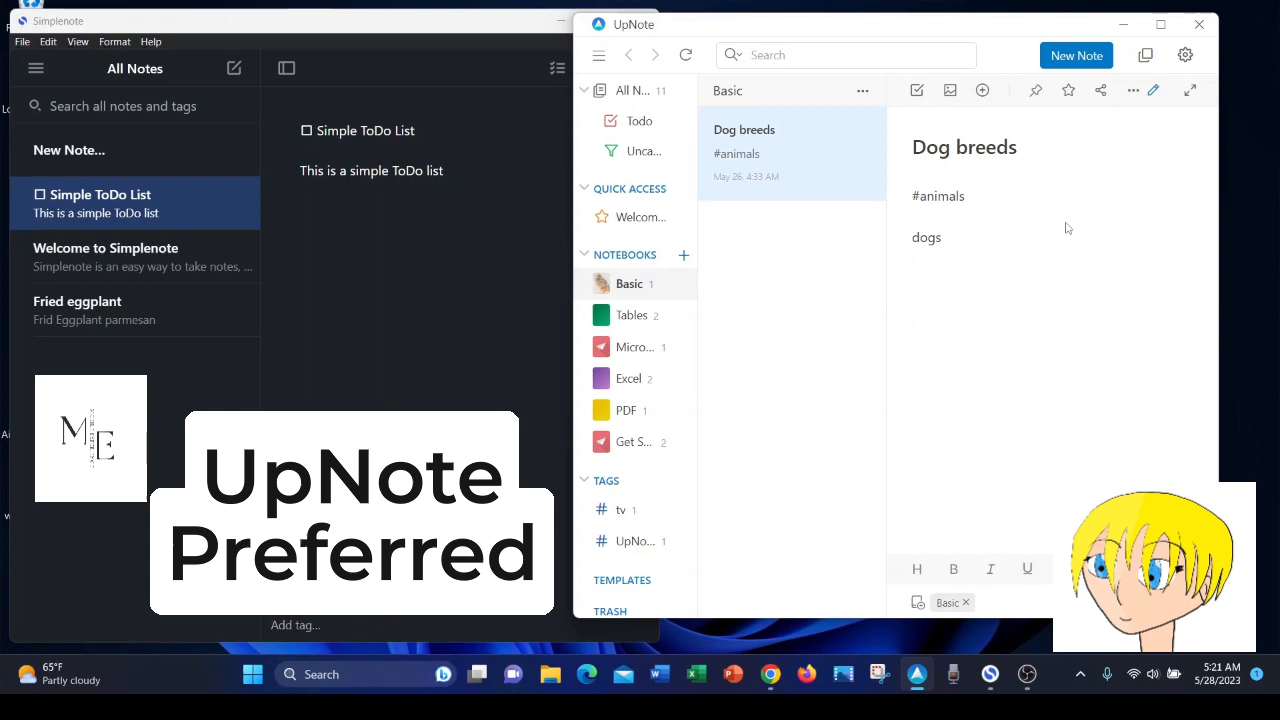 Simplenote
File Edit View Format Help
All Notes
Search all notes and tags
New Note...
Simple ToDo List
This is a simple ToDo list
Welcome to Simplenote
Simplenote is an easy way to take notes, ...
Fried eggplant
Frid Eggplant parmesan
Simple ToDo List
This is a simple ToDo list
Add tag...
M
E
UpNote
Preferred
UpNote
Search
New Note
All N... 11
Todo
Unca...
QUICK ACCESS
Welcom...
NOTEBOOKS
Basic 1
Tables 2
Micro... 1
Excel 2
PDF 1
Get S... 2
TAGS
# tv 1
# UpNo... 1
TEMPLATES
TRASH
Basic
Dog breeds
#animals
May 26, 4:33 AM
Dog breeds
#animals
dogs
H B I U
Basic
65°F
Partly cloudy
Search
5:21 AM
5/28/2023
1